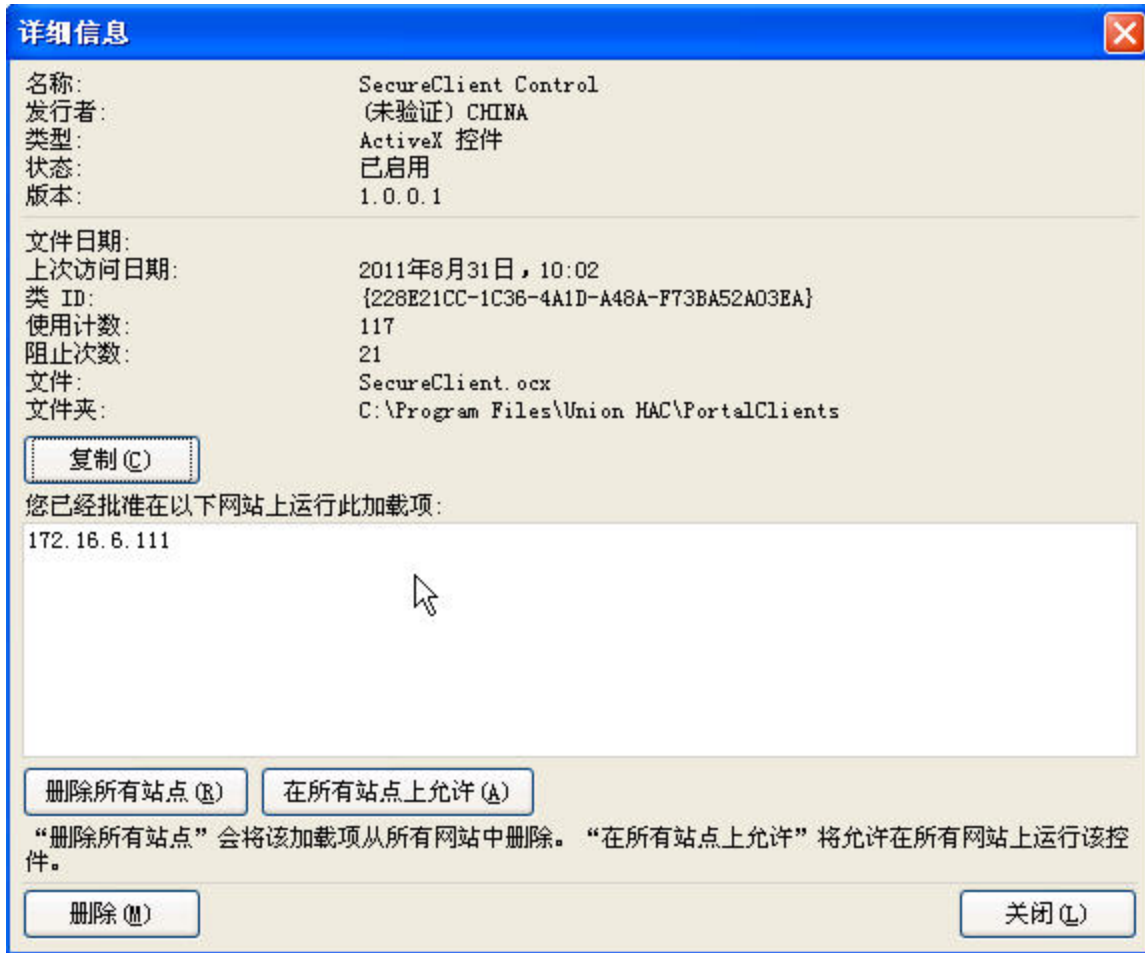 详细信息
名称: SecureClient Control
发行者: (未验证) CHINA
类型: ActiveX 控件
状态: 已启用
版本: 1.0.0.1
文件日期:
上次访问日期: 2011年8月31日，10:02
类 ID: {228E21CC-1C36-4A1D-A48A-F73BA52A03EA}
使用计数: 117
阻止次数: 21
文件: SecureClient.ocx
文件夹: C:\Program Files\Union HAC\PortalClients
复制(C)
您已经批准在以下网站上运行此加载项:
172.16.6.111
删除所有站点(R) 在所有站点上允许(A)
“删除所有站点”会将该加载项从所有网站中删除。“在所有站点上允许”将允许在所有网站上运行该控
件。
删除(M) 关闭(L)